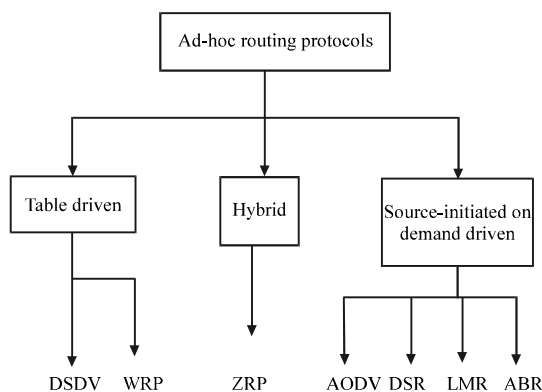 Ad-hoc routing protocols
Table driven
Hybrid
Source-initiated on
demand driven
DSDV WRP ZRP AODV DSR LMR ABR